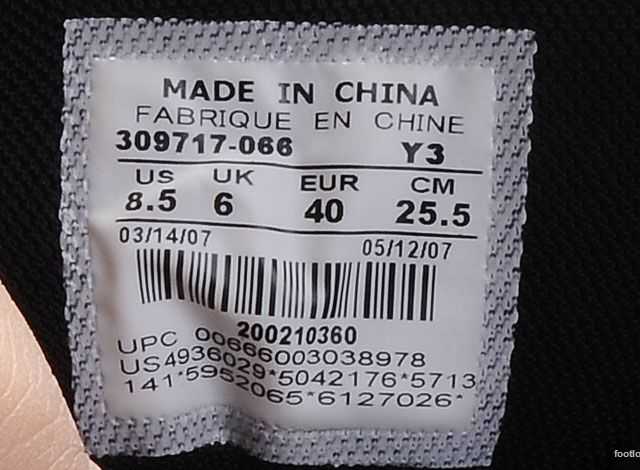 MADE IN CHINA
FABRIQUE EN CHINE
309717-066 Y3
US UK EUR CM
8.5 6 40 25.5
03/14/07 05/12/07
200210360
UPC 00666003038978
US4936029*5042176*5713
141*5952065*6127026*